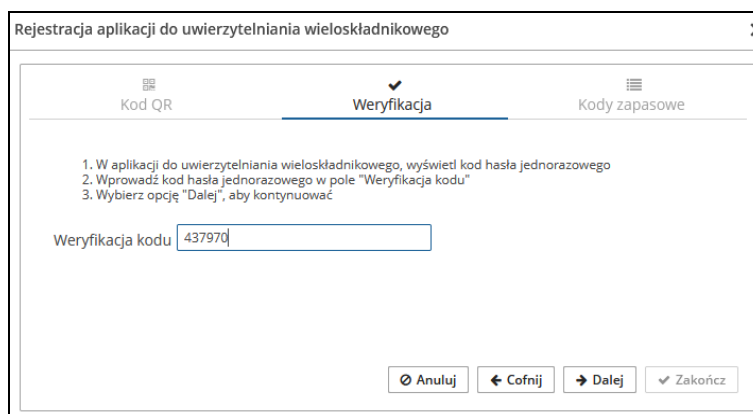 Rejestracja aplikacji do uwierzytelniania wieloskładnikowego
Kod QR
Weryfikacja
Kody zapasowe
1. W aplikacji do uwierzytelniania wieloskładnikowego, wyświetl kod hasła jednorazowego
2. Wprowadź kod hasła jednorazowego w pole "Weryfikacja kodu"
3. Wybierz opcję "Dalej", aby kontynuować
Weryfikacja kodu 437970
Anuluj Cofnij Dalej Zakończ